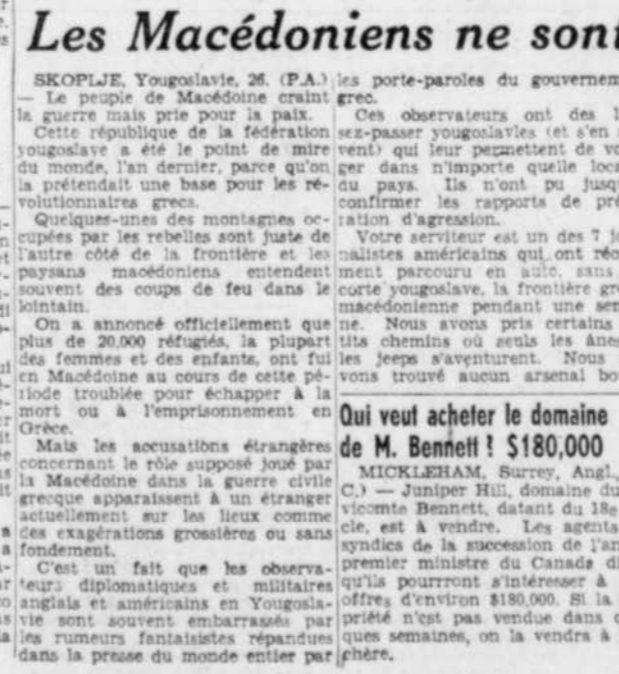 Les Macédoniens ne sont
SKOPLJE, Yougoslavie, 26. (P.A.)
— Le peuple de Macédoine craint
la guerre mais prie pour la paix.
Cette république de la fédération
yougoslave a été le point de mire
du monde, l'an dernier, parce qu'on
la prétendait une base pour les ré-
volutionnaires grecs.
Quelques-unes des montagnes oc-
cupées par les rebelles sont juste de
l'autre côté de la frontière et les
paysans macédoniens entendent
souvent des coups de feu dans le
lointain.
On a annoncé officiellement que
plus de 20,000 réfugiés, la plupart
des femmes et des enfants, ont fui
en Macédoine au cours de cette pé-
riode troublée pour échapper à la
mort ou à l'emprisonnement en
Grèce.
Mais les accusations étrangères
concernant le rôle supposé joué par
la Macédoine dans la guerre civile
grecque apparaissent à un étranger
actuellement sur les lieux comme
des exagérations grossières ou sans
fondement.
C'est un fait que les observa-
teurs diplomatiques et militaires
anglais et américains en Yougosla-
vie sont souvent embarrassés par
les rumeurs fantaisistes répandues
dans la presse du monde entier par
les porte-paroles du gouvernem
grec.
Ces observateurs ont des l
sez-passer yougoslavies (et s'en
vent) qui leur permettent de vo
ger dans n'importe quelle loca
du pays. Ils n'ont pu jusq
confirmer les rapports de pré
ration d'agression.
Votre serviteur est un des 7 jo
nalistes américains qui ont réc
ment parcouru en auto, sans
corte yougoslave, la frontière gr
macédonienne pendant une se
ne. Nous avons pris certains
tits chemins où seuls les ânes
les jeeps s'aventurent. Nous
vons trouvé aucun arsenal bo
Qui veut acheter le domaine
de M. Bennett ? $180,000
MICKLEHAM, Surrey, Angl.,
C.) — Juniper Hill, domaine du
vicomte Bennett, datant du 18e
cle, est à vendre. Les agents
syndics de la succession de l'an
premier ministre du Canada di
qu'ils pourrront s'intéresser à
offres d'environ $180,000. Si la
priété n'est pas vendue dans
ques semaines, on la vendra à
chère.